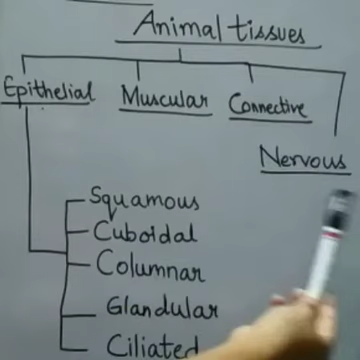 Animal tissues
Epithelial Muscular Connective
Nervous
Squamous
Cuboidal
Columnar
Glandular
Ciliated